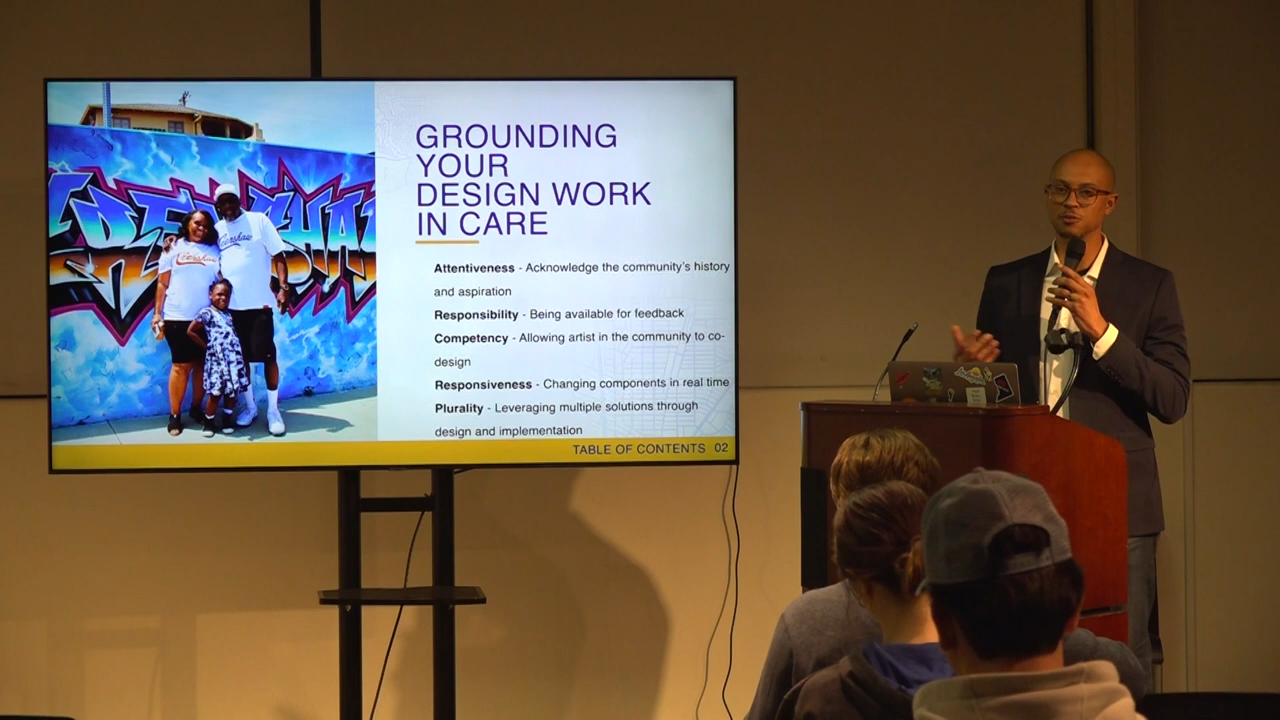 GROUNDING
YOUR
DESIGN WORK
IN CARE
Attentiveness - Acknowledge the community's history
and aspiration
Responsibility - Being available for feedback
Competency - Allowing artist in the community to co-
design
Responsiveness - Changing components in real time
Plurality - Leveraging multiple solutions through
design and implementation
TABLE OF CONTENTS 02
Crenshaw
Crenshaw